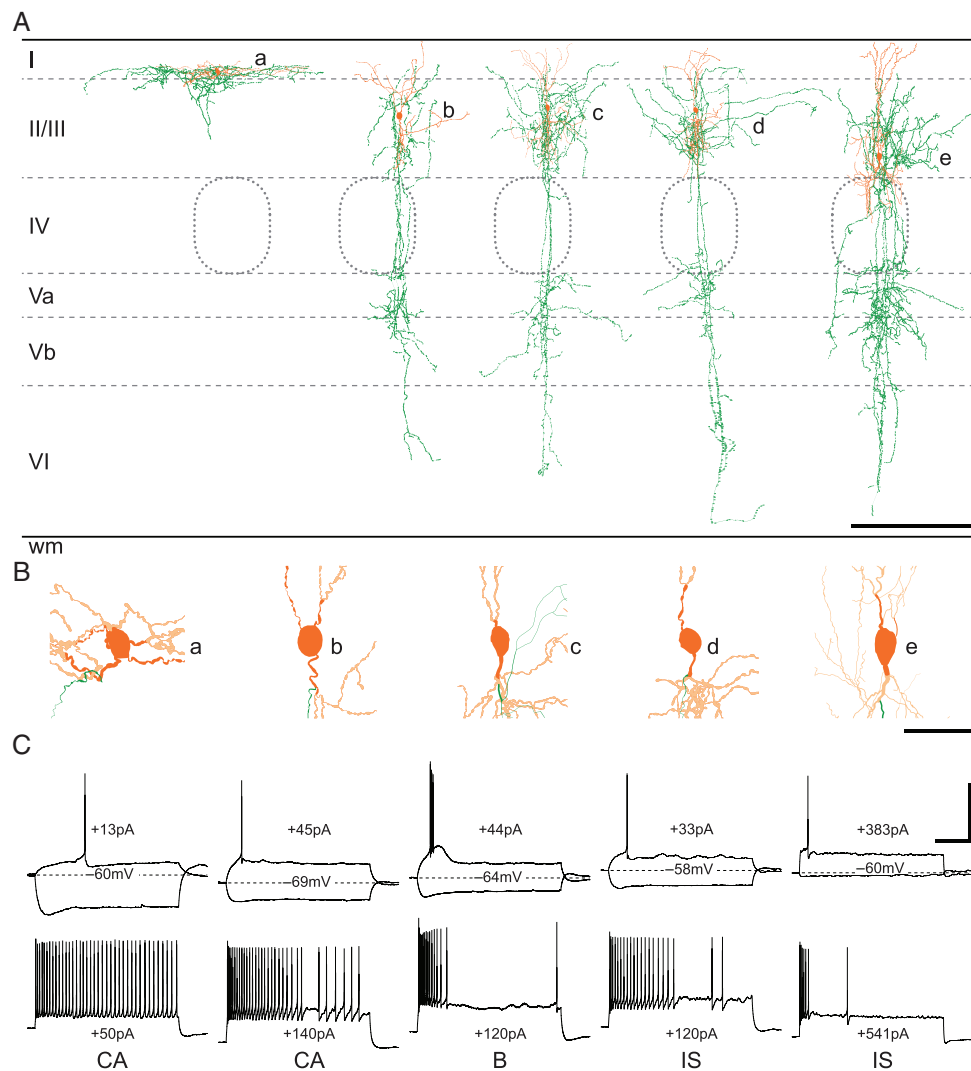 A
I
a
II/III
b
c
d
e
IV
Va
Vb
VI
wm
B
a
b
c
d
e
C
+13pA
+45pA
+44pA
+33pA
+383pA
−60mV
−69mV
−64mV
−58mV
−60mV
+50pA
+140pA
+120pA
+120pA
+541pA
CA
CA
B
IS
IS